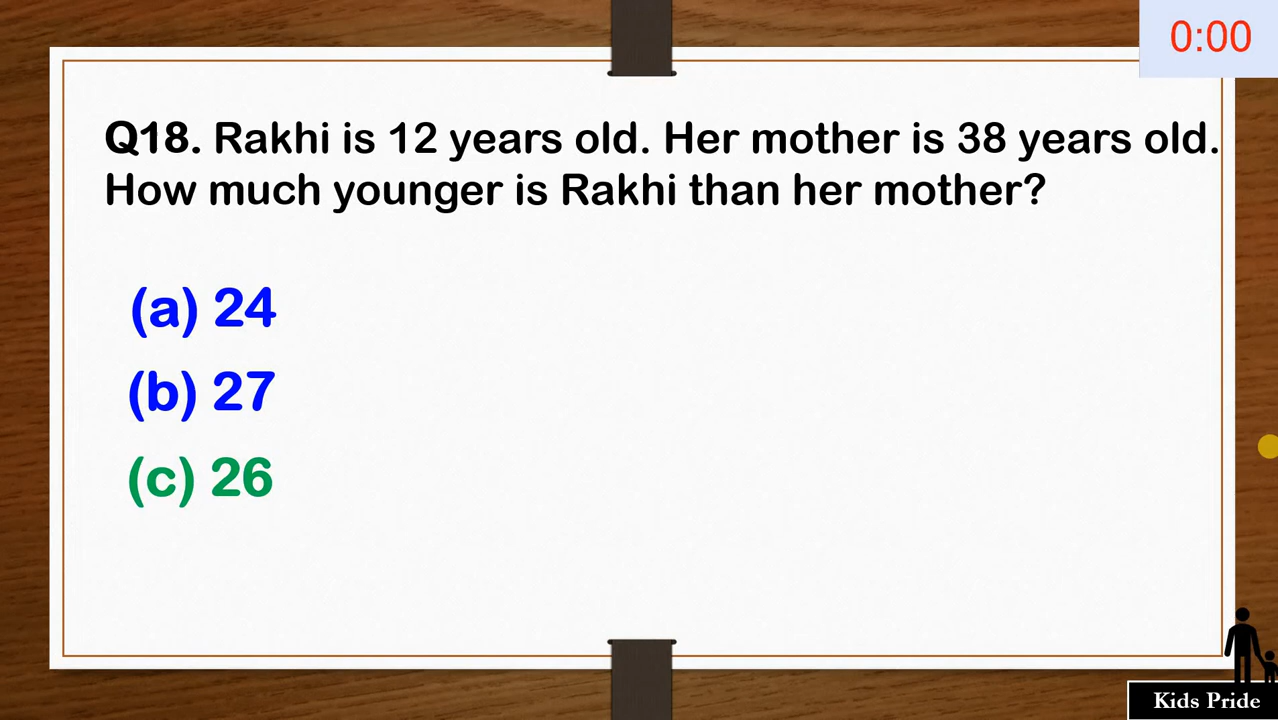 0:00
Q18. Rakhi is 12 years old. Her mother is 38 years old.
How much younger is Rakhi than her mother?
(a) 24
(b) 27
(c) 26
Kids Pride